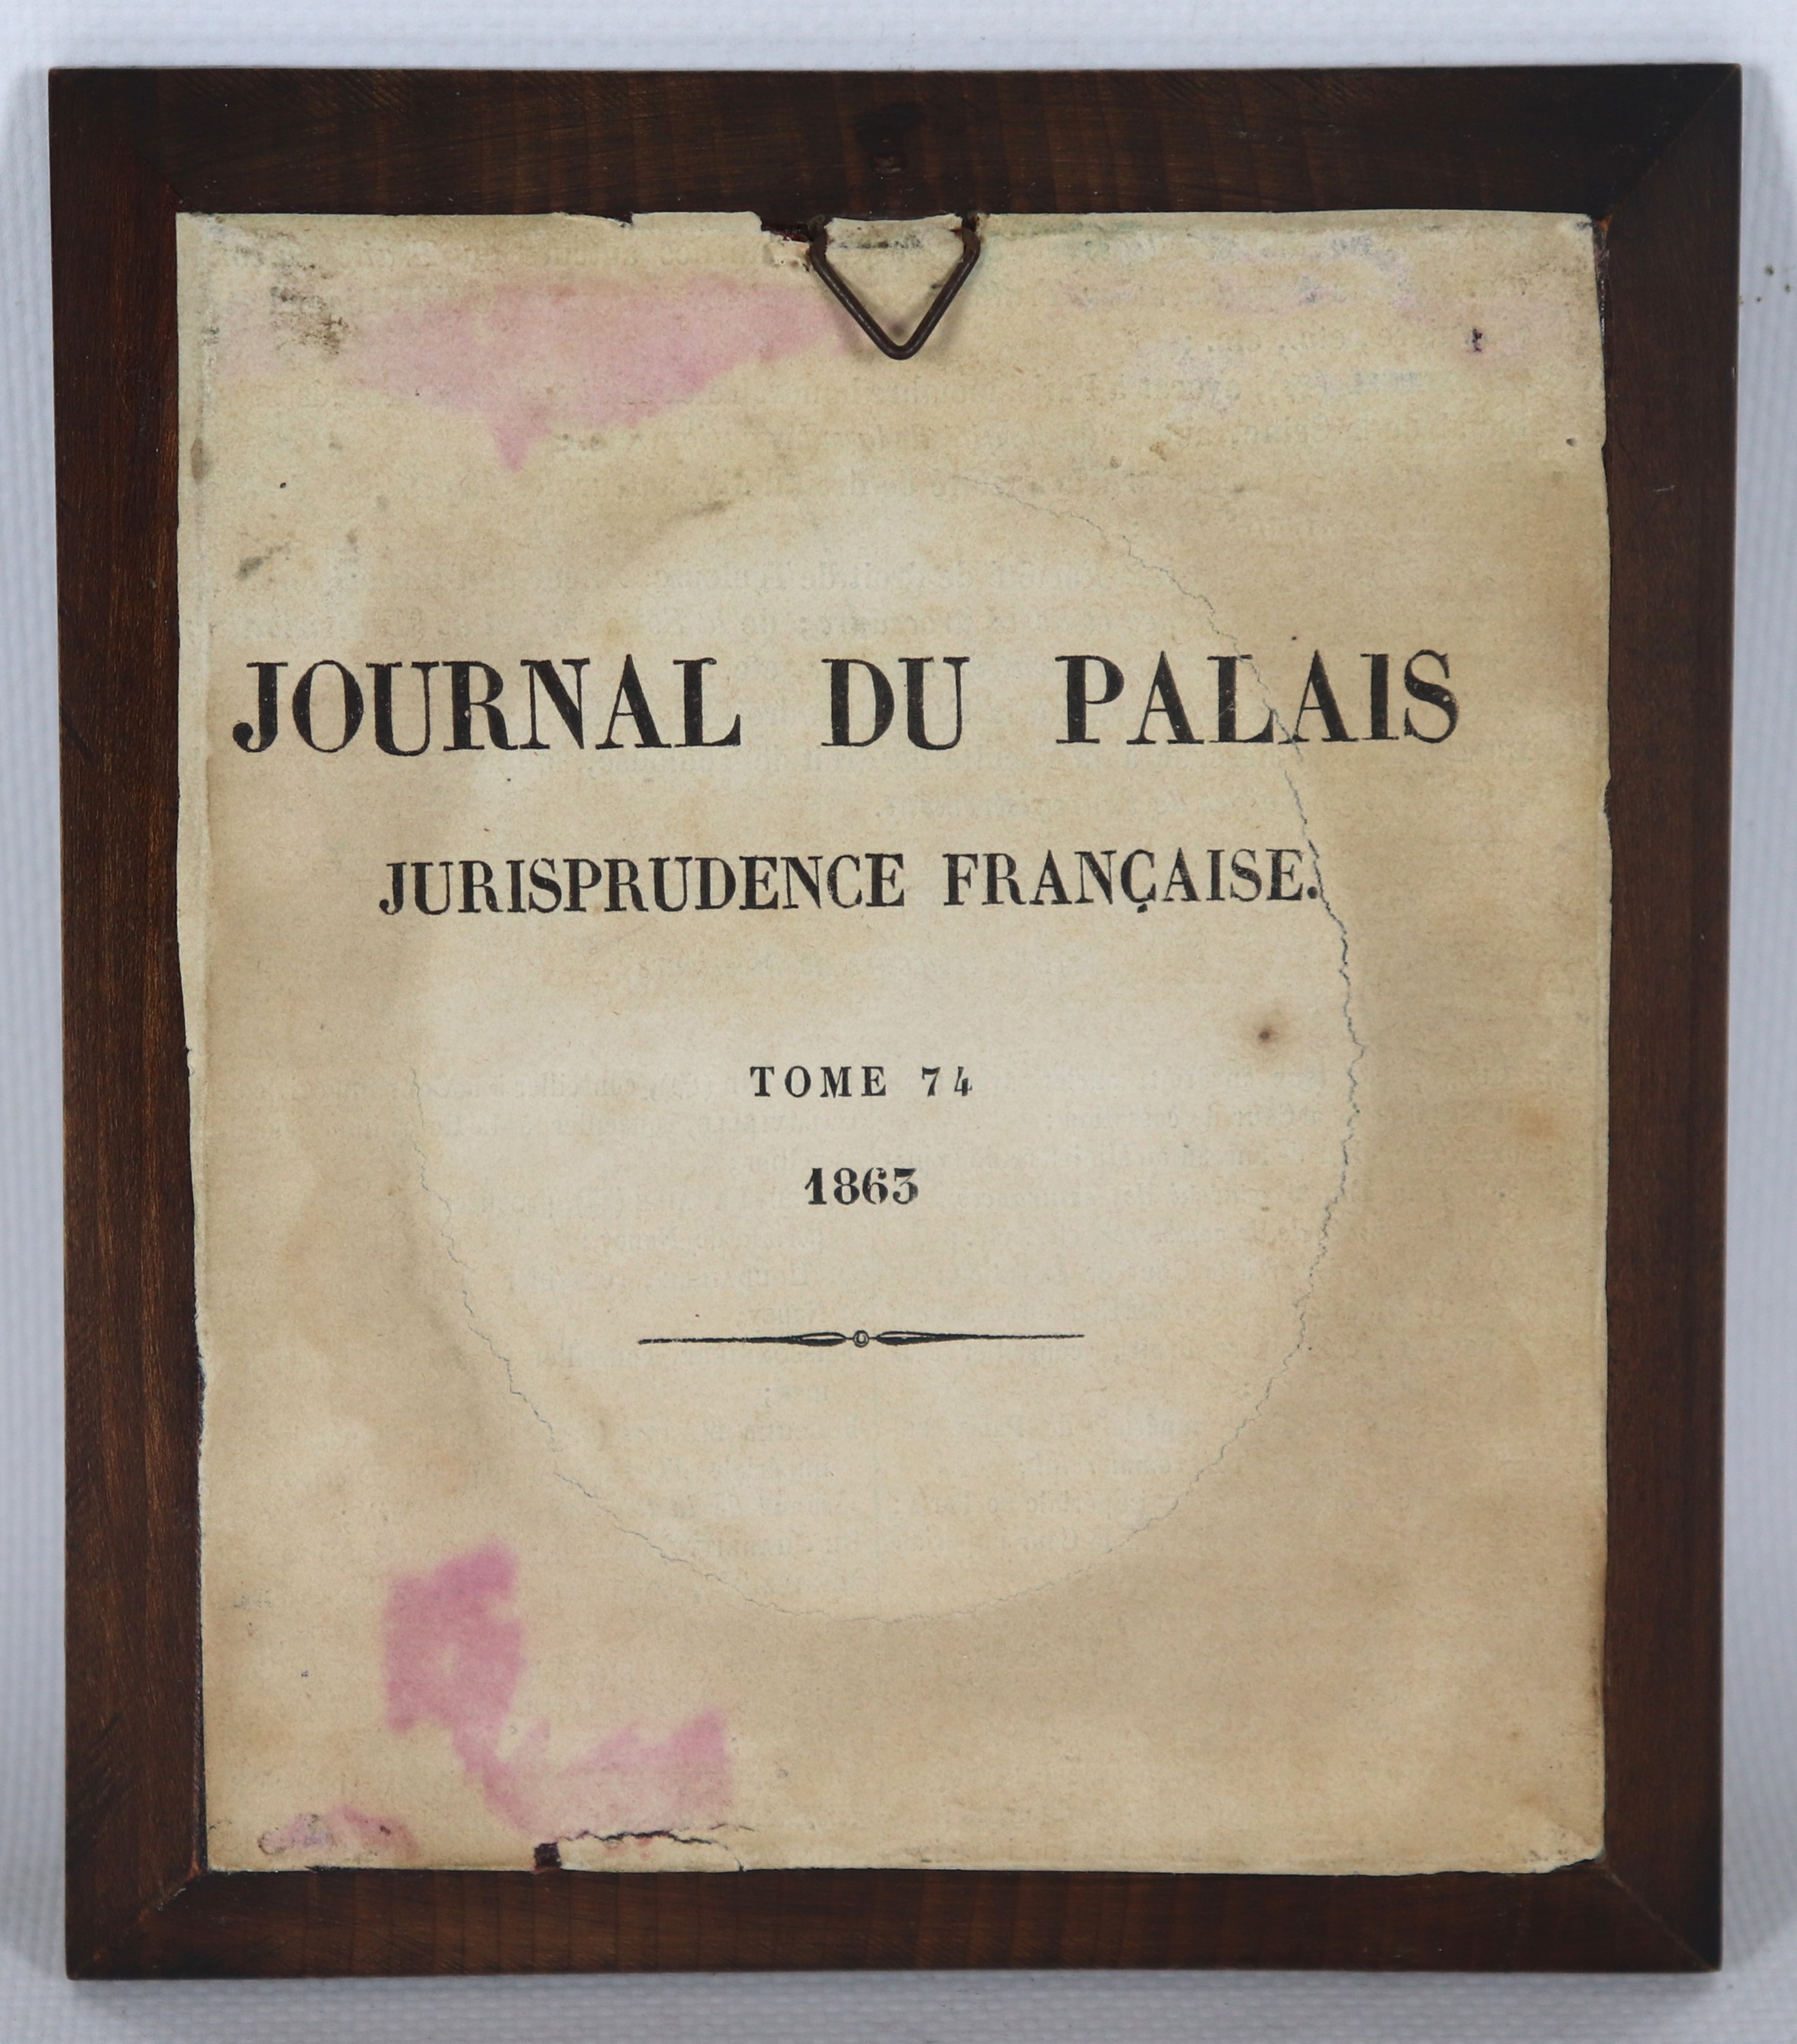 JOURNAL DU PALAIS
JURISPRUDENCE FRANÇAISE.
TOME 74
1863